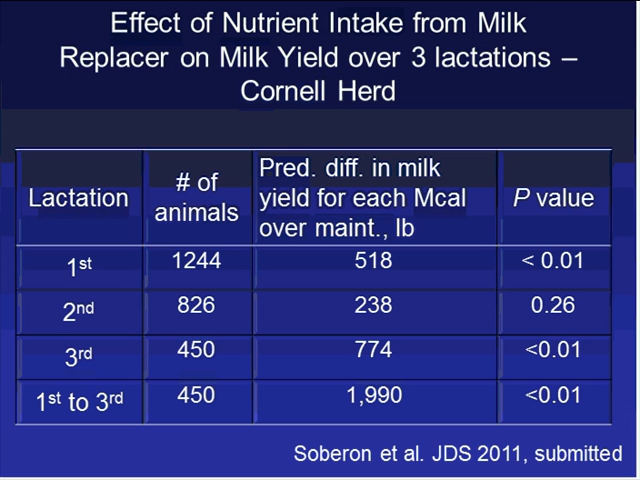 Effect of Nutrient Intake from Milk
Replacer on Milk Yield over 3 lactations –
Cornell Herd
Lactation | # of animals | Pred. diff. in milk yield for each Mcal over maint., lb | P value
1st | 1244 | 518 | < 0.01
2nd | 826 | 238 | 0.26
3rd | 450 | 774 | <0.01
1st to 3rd | 450 | 1,990 | <0.01
Soberon et al. JDS 2011, submitted